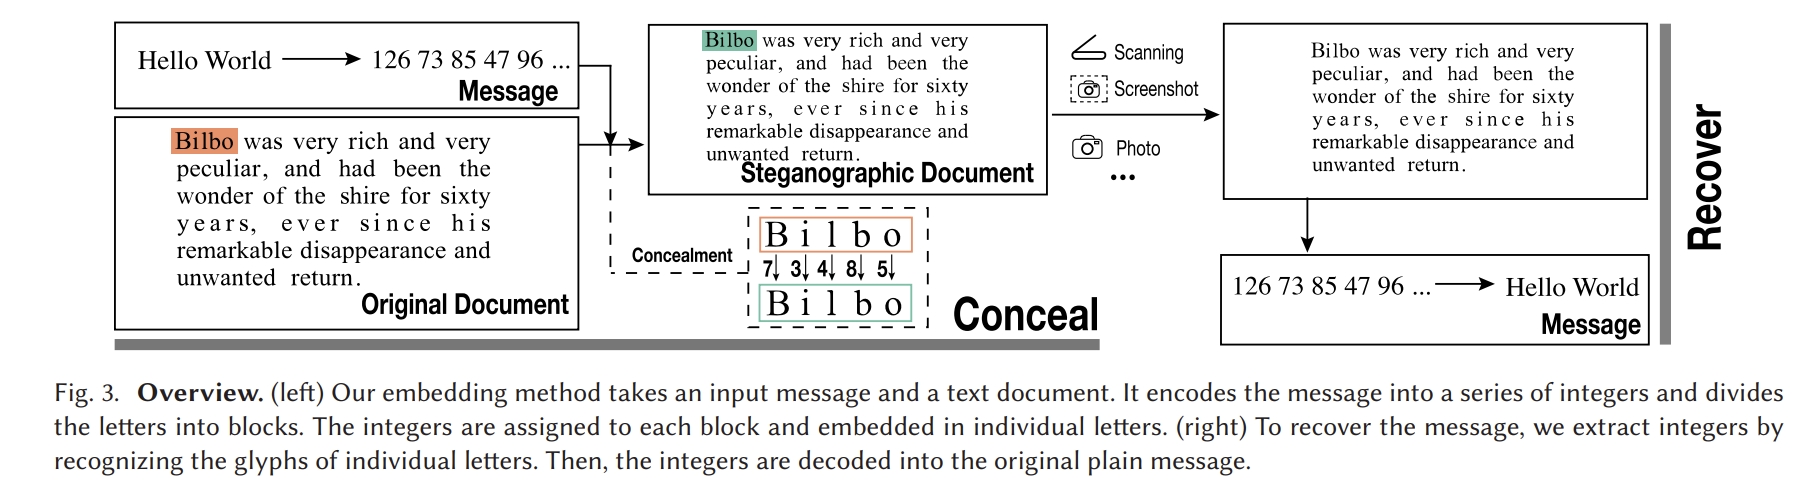 Hello World 126 73 85 47 96 ...
Message
Bilbo was very rich and very
peculiar, and had been the
wonder of the shire for sixty
years, ever since his
remarkable disappearance and
unwanted return.
Original Document
Bilbo was very rich and very
peculiar, and had been the
wonder of the shire for sixty
years, ever since his
remarkable disappearance and
unwanted return.
Steganographic Document
Concealment
B i l b o
7 3 4 8 5
B i l b o
Conceal
Scanning
Screenshot
Photo
...
Bilbo was very rich and very
peculiar, and had been the
wonder of the shire for sixty
years, ever since his
remarkable disappearance and
unwanted return.
126 73 85 47 96 ... Hello World
Message
Recover
Fig. 3. Overview. (left) Our embedding method takes an input message and a text document. It encodes the message into a series of integers and divides
the letters into blocks. The integers are assigned to each block and embedded in individual letters. (right) To recover the message, we extract integers by
recognizing the glyphs of individual letters. Then, the integers are decoded into the original plain message.